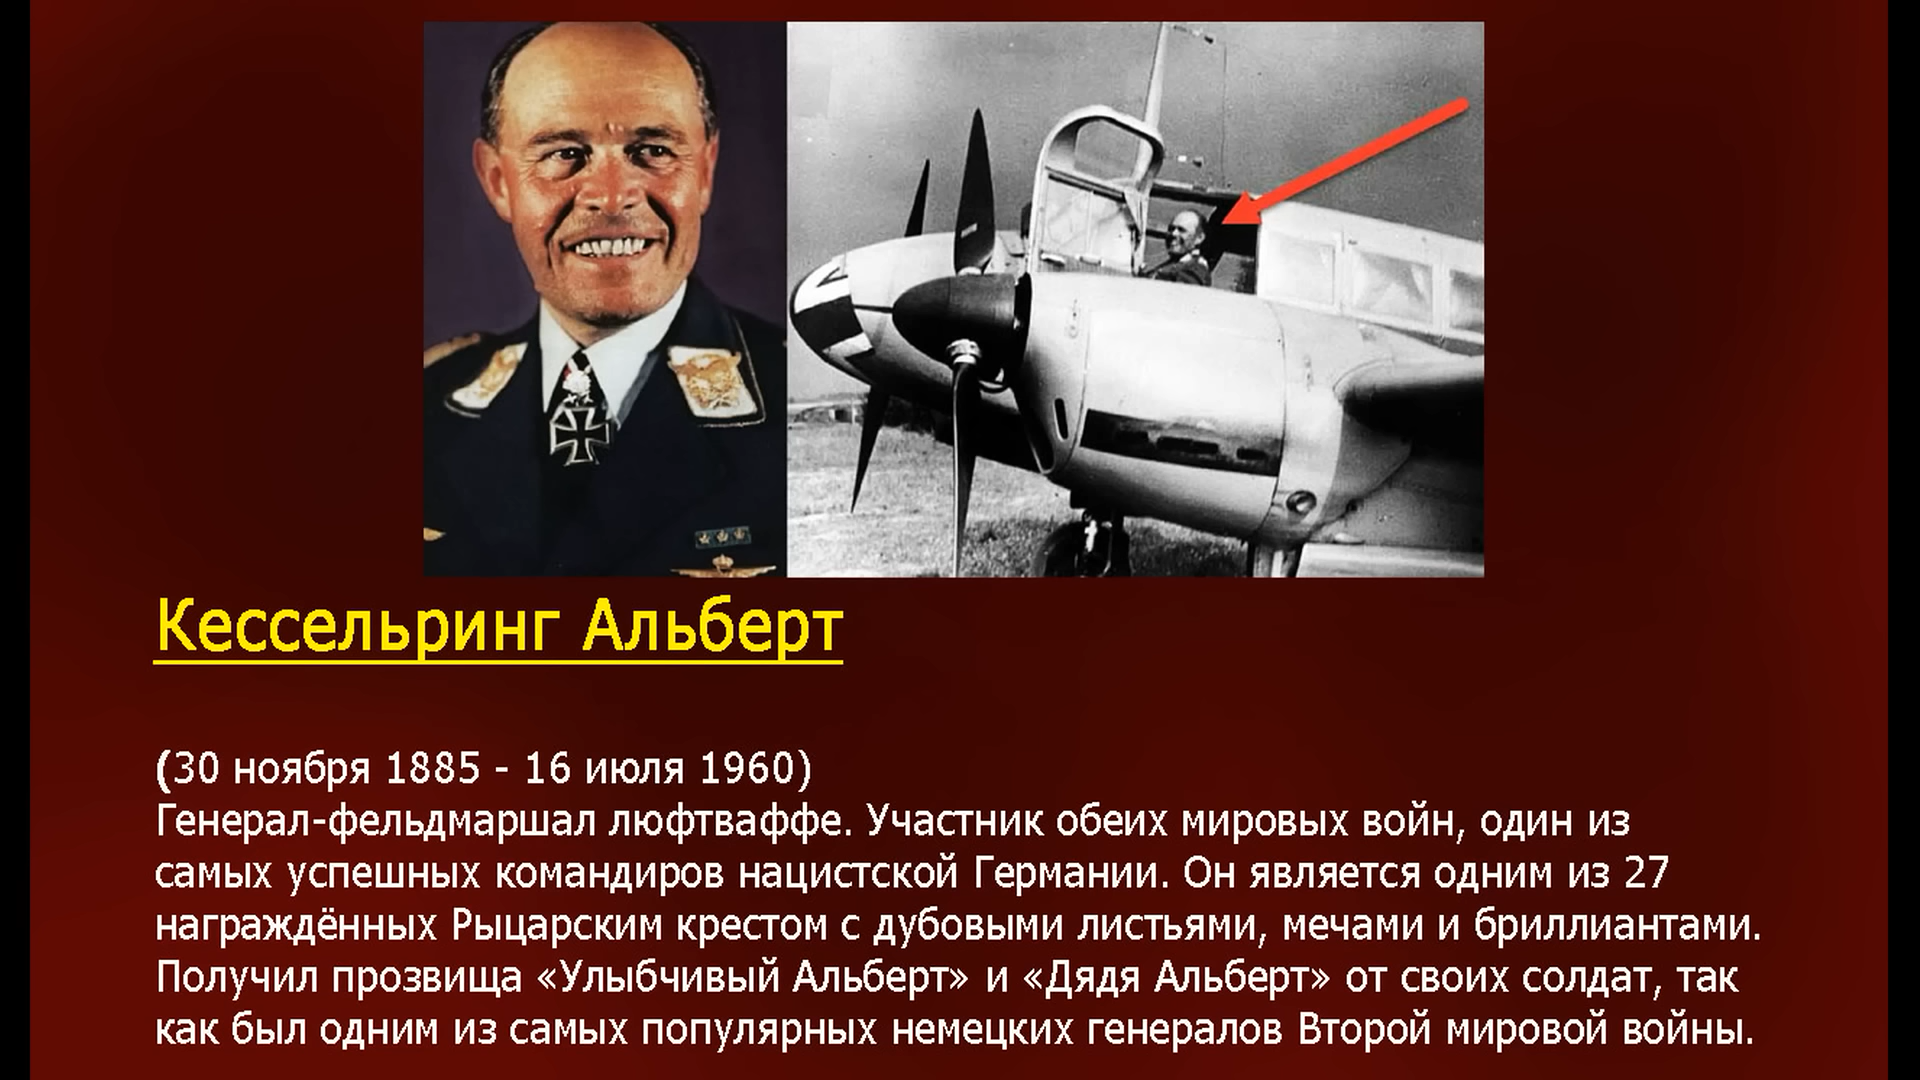 Кессельринг Альберт
(30 ноября 1885 - 16 июля 1960)
Генерал-фельдмаршал люфтваффе. Участник обеих мировых войн, один из
самых успешных командиров нацистской Германии. Он является одним из 27
награждённых Рыцарским крестом с дубовыми листьями, мечами и бриллиантами.
Получил прозвища «Улыбчивый Альберт» и «Дядя Альберт» от своих солдат, так
как был одним из самых популярных немецких генералов Второй мировой войны.